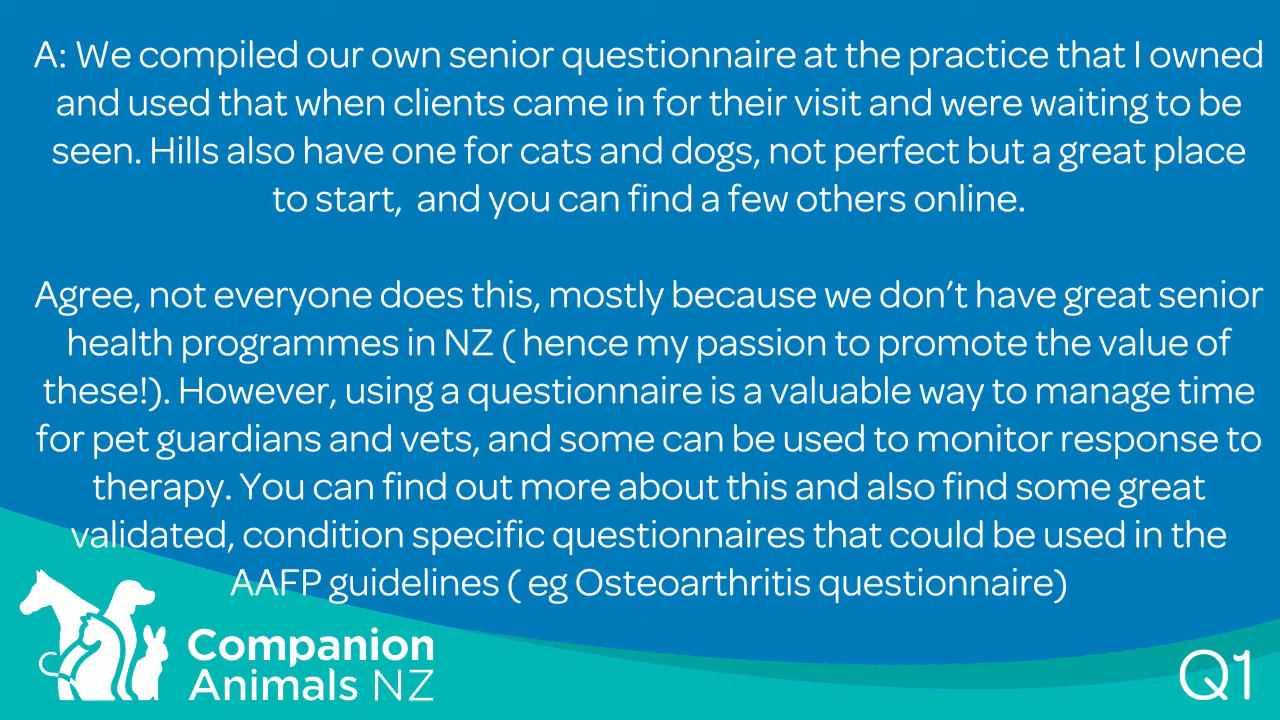 A: We compiled our own senior questionnaire at the practice that I owned
and used that when clients came in for their visit and were waiting to be
seen. Hills also have one for cats and dogs, not perfect but a great place
to start,  and you can find a few others online.
Agree, not everyone does this, mostly because we don't have great senior
health programmes in NZ ( hence my passion to promote the value of
these!). However, using a questionnaire is a valuable way to manage time
for pet guardians and vets, and some can be used to monitor response to
therapy. You can find out more about this and also find some great
validated, condition specific questionnaires that could be used in the
AAFP guidelines ( eg Osteoarthritis questionnaire)
Companion
Animals NZ
Q1